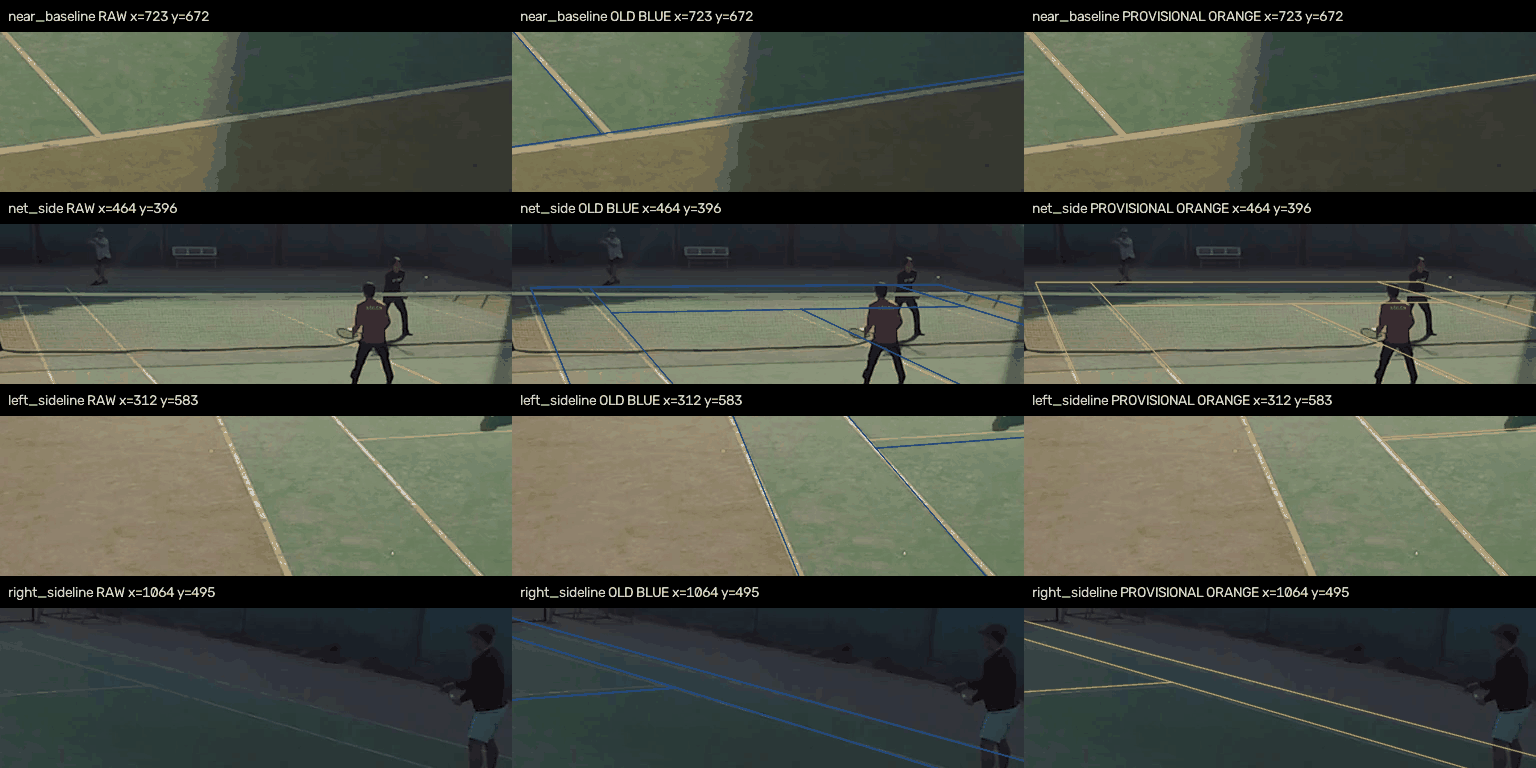 near_baseline RAW x=723 y=672
near_baseline OLD BLUE x=723 y=672
near_baseline PROVISIONAL ORANGE x=723 y=672
net_side RAW x=464 y=396
net_side OLD BLUE x=464 y=396
net_side PROVISIONAL ORANGE x=464 y=396
left_sideline RAW x=312 y=583
left_sideline OLD BLUE x=312 y=583
left_sideline PROVISIONAL ORANGE x=312 y=583
right_sideline RAW x=1064 y=495
right_sideline OLD BLUE x=1064 y=495
right_sideline PROVISIONAL ORANGE x=1064 y=495